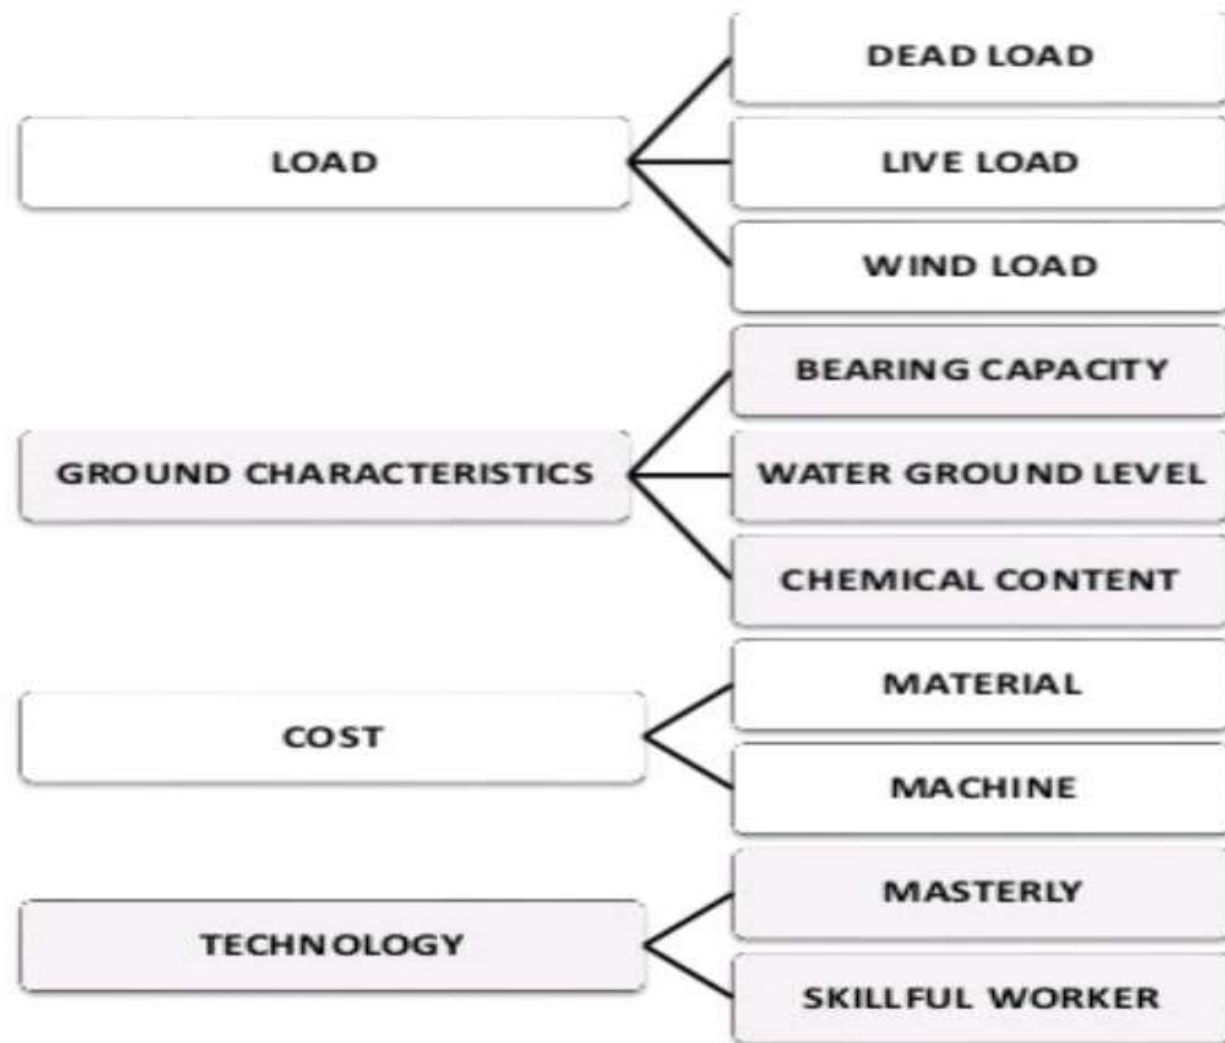 LOAD
DEAD LOAD
LIVE LOAD
WIND LOAD
GROUND CHARACTERISTICS
BEARING CAPACITY
WATER GROUND LEVEL
CHEMICAL CONTENT
COST
MATERIAL
MACHINE
TECHNOLOGY
MASTERLY
SKILLFUL WORKER